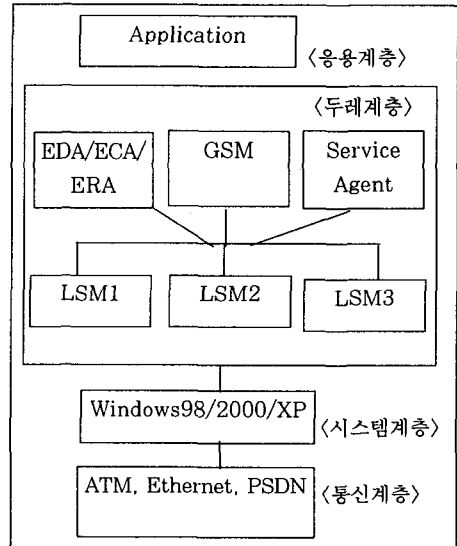 Application
〈응용계층〉
〈두레계층〉
EDA/ECA/
ERA
GSM
Service
Agent
LSM1
LSM2
LSM3
Windows98/2000/XP
〈시스템계층〉
ATM, Ethernet, PSDN
〈통신계층〉